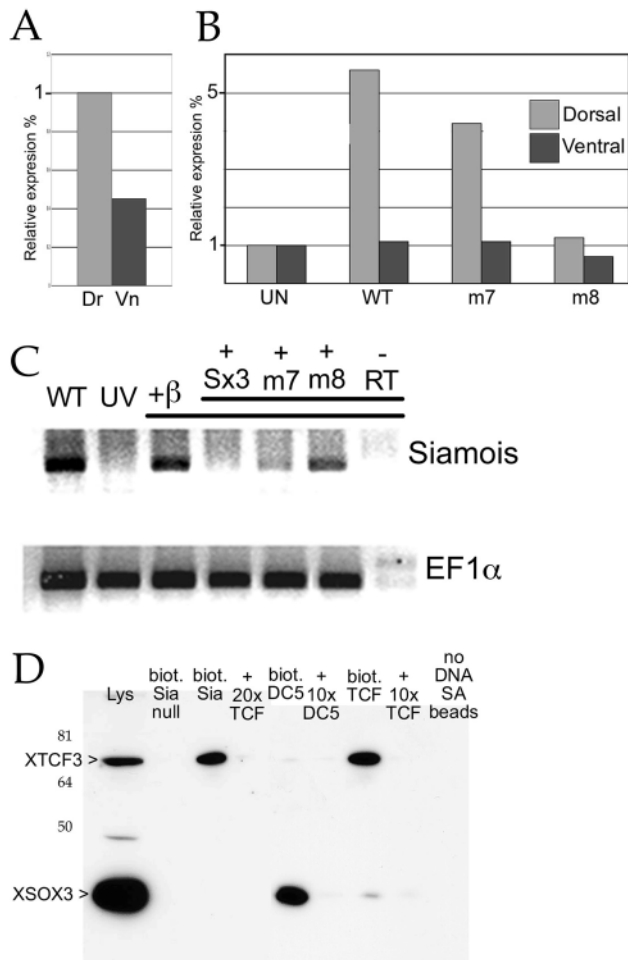 A
Relative expresion %
1
Dr Vn
B
Relative expresion %
5
1
Dorsal
Ventral
UN WT m7 m8
C
WT UV +β + Sx3 + m7 + m8 - RT
Siamois
EF1α
D
Lys
biot. Sia null
biot. Sia
+ 20x TCF
biot. DC5
+ 10x DC5
biot. TCF
+ 10x TCF
no DNA SA beads
81
XTCF3 >
64
50
XSOX3 >